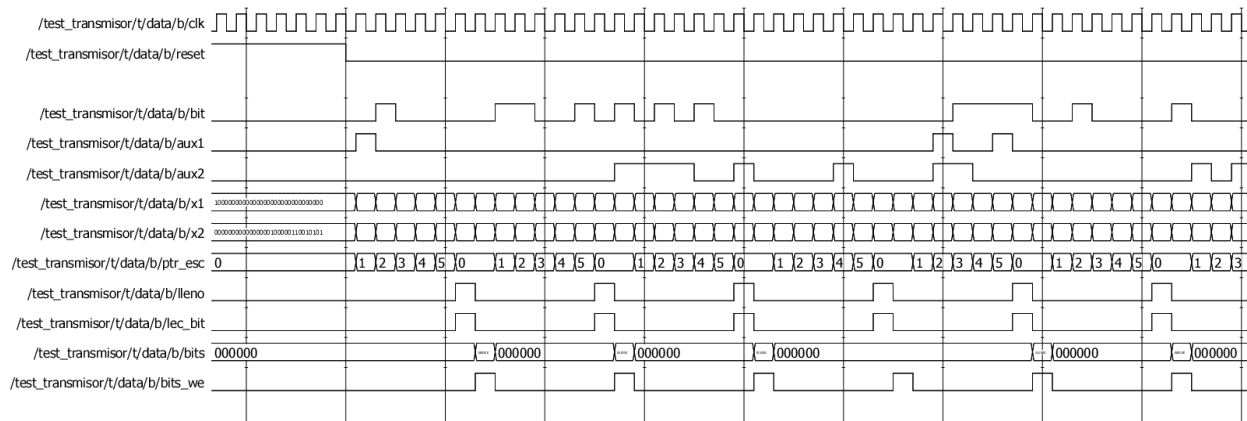 /test_transmisor/t/data/b/clk
/test_transmisor/t/data/b/reset
/test_transmisor/t/data/b/bit
/test_transmisor/t/data/b/aux1
/test_transmisor/t/data/b/aux2
/test_transmisor/t/data/b/x1
/test_transmisor/t/data/b/x2
/test_transmisor/t/data/b/ptr_esc 0 1 2 3 4 5 0 1 2 3 4 5 0 1 2 3 4 5 0 1 2 3 4 5 0 1 2 3 4 5 0 1 2 3 4 5 0 1 2 3
/test_transmisor/t/data/b/lleno
/test_transmisor/t/data/b/lec_bit
/test_transmisor/t/data/b/bits 000000 000000 000000 000000 000000 000000
/test_transmisor/t/data/b/bits_we